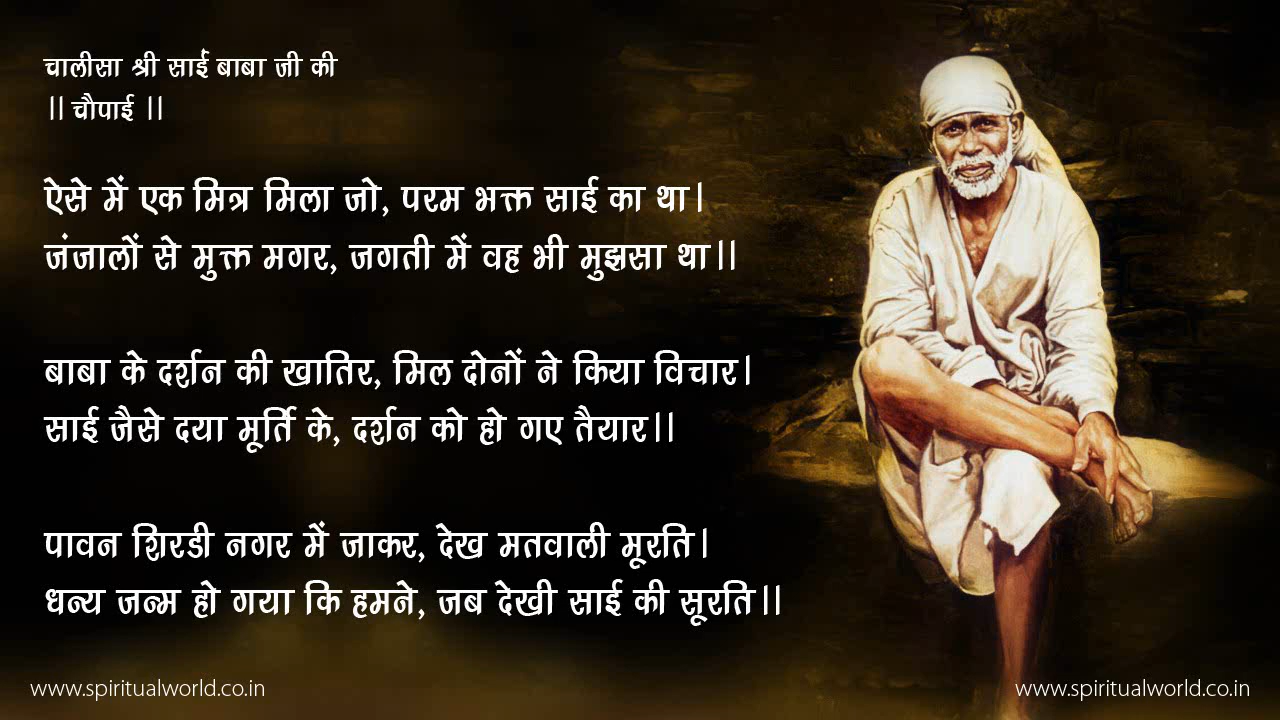 चालीसा श्री साईं बाबा जी की
|| चौपाई ||
ऐसे में एक मित्र मिला जो, परम भक्त साई का था।
जंजालों से मुक्त मगर, जगती में वह भी मुझसा था।।
बाबा के दर्शन की खातिर, मिल दोनों ने किया विचार।
साई जैसे दया मूर्ति के, दर्शन को हो गए तैयार।।
पावन शिरडी नगर में जाकर, देख मतवाली मूरति।
धन्य जन्म हो गया कि हमने, जब देखी साई की सूरति।।
www.spiritualworld.co.in
www.spiritualworld.co.in